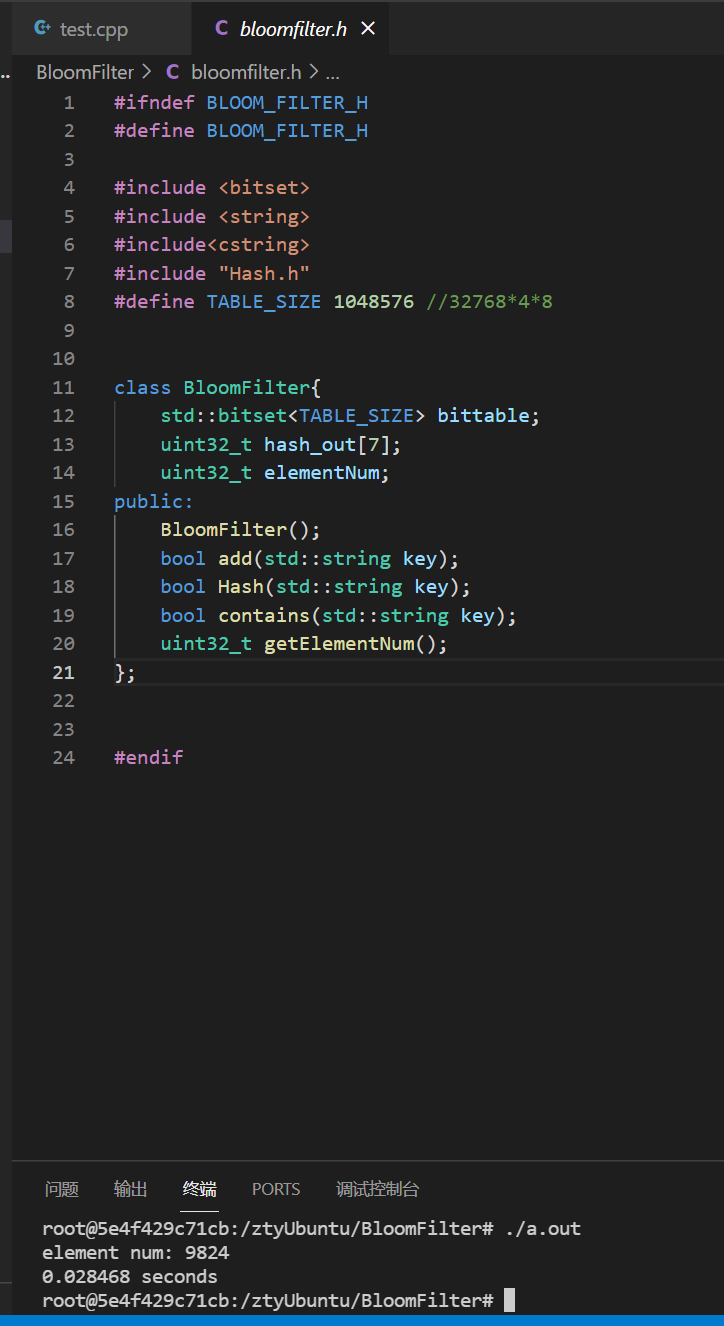 test.cpp bloomfilter.h
.. BloomFilter > bloomfilter.h > ...
1 #ifndef BLOOM_FILTER_H
2 #define BLOOM_FILTER_H
3
4 #include <bitset>
5 #include <string>
6 #include<cstring>
7 #include "Hash.h"
8 #define TABLE_SIZE 1048576 //32768*4*8
9
10
11 class BloomFilter{
12     std::bitset<TABLE_SIZE> bittable;
13     uint32_t hash_out[7];
14     uint32_t elementNum;
15 public:
16     BloomFilter();
17     bool add(std::string key);
18     bool Hash(std::string key);
19     bool contains(std::string key);
20     uint32_t getElementNum();
21 };
22
23
24 #endif
问题 输出 终端 PORTS 调试控制台
root@5e4f429c71cb:/ztyUbuntu/BloomFilter# ./a.out
element num: 9824
0.028468 seconds
root@5e4f429c71cb:/ztyUbuntu/BloomFilter#